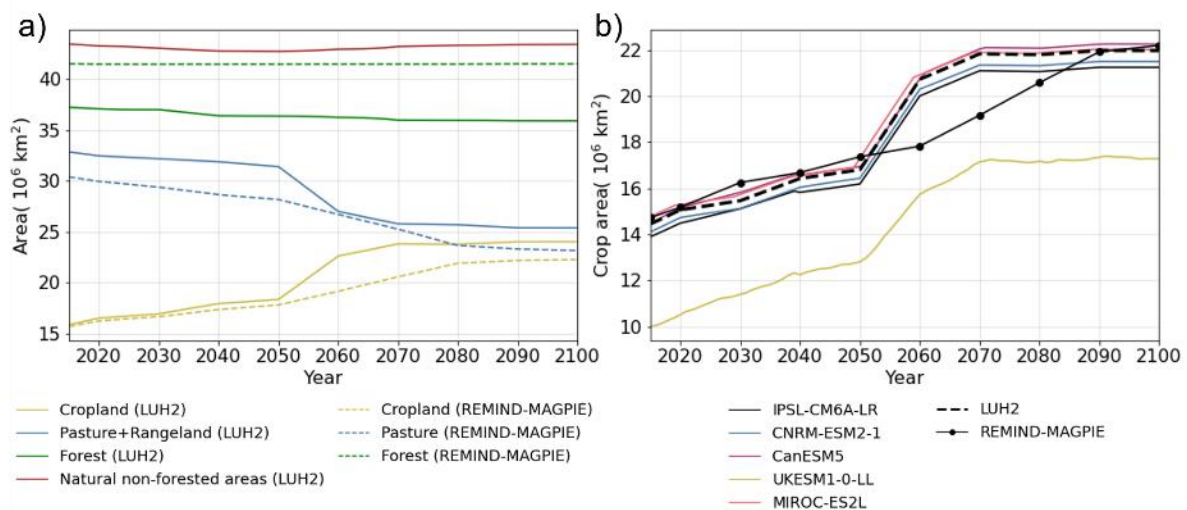 a)
Area( 10⁶ km²)
40
35
30
25
20
15
2020 2030 2040 2050 2060 2070 2080 2090 2100
Year
Cropland (LUH2)
Pasture+Rangeland (LUH2)
Forest (LUH2)
Natural non-forested areas (LUH2)
Cropland (REMIND-MAGPIE)
Pasture (REMIND-MAGPIE)
Forest (REMIND-MAGPIE)
b)
Crop area( 10⁶ km²)
22
20
18
16
14
12
10
2020 2030 2040 2050 2060 2070 2080 2090 2100
Year
IPSL-CM6A-LR
CNRM-ESM2-1
CanESM5
UKESM1-0-LL
MIROC-ES2L
LUH2
REMIND-MAGPIE